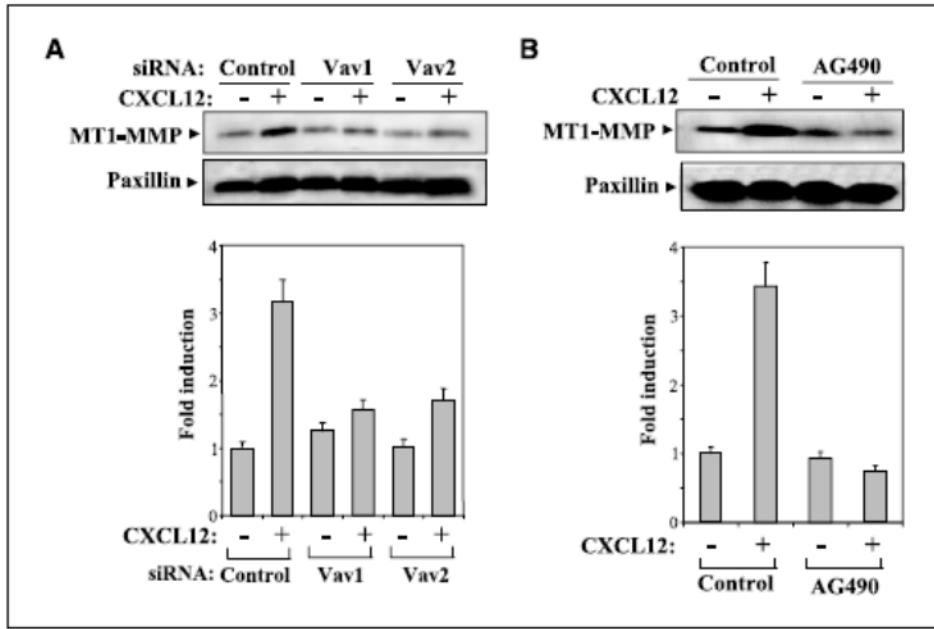 A
siRNA: Control Vav1 Vav2
CXCL12: - + - + - +
MT1-MMP
Paxillin
4
3
2
1
0
Fold induction
CXCL12: - + - + - +
siRNA: Control Vav1 Vav2
B
Control AG490
CXCL12 - + - +
MT1-MMP
Paxillin
4
3
2
1
0
Fold induction
CXCL12: - + - +
Control AG490